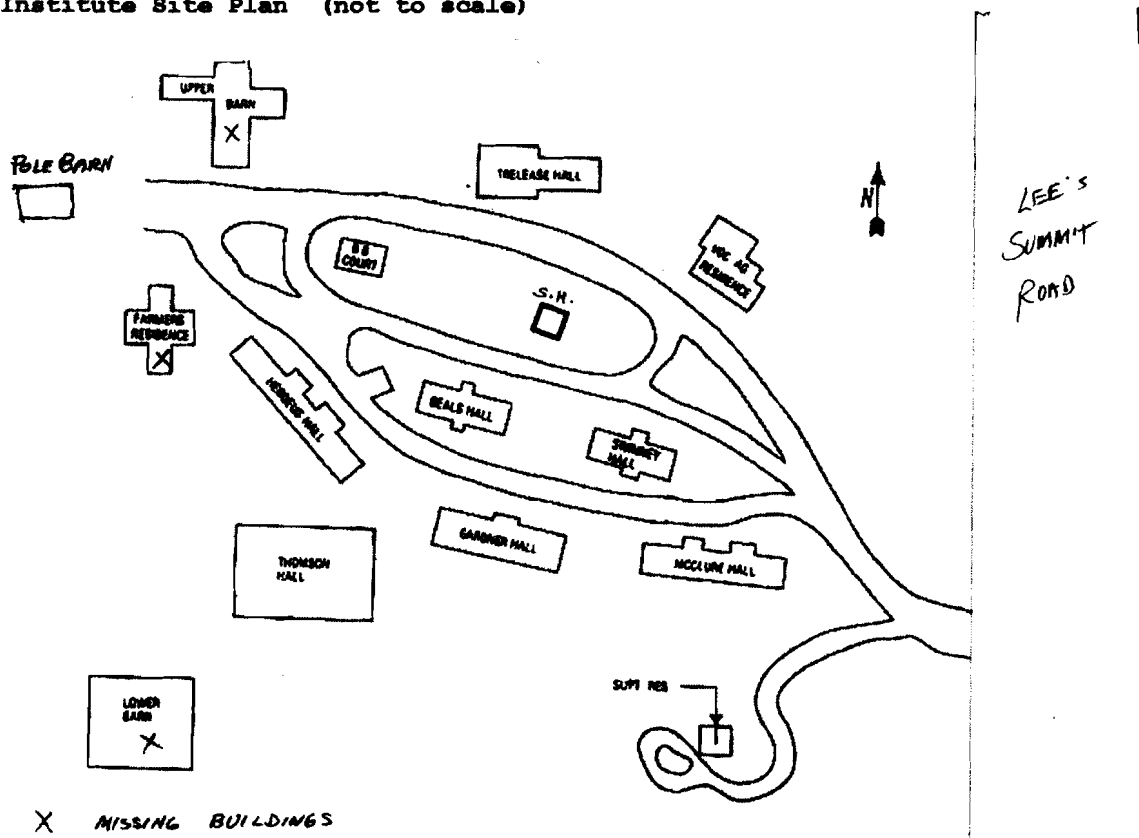 Institute Site Plan (not to scale)
UPPER
BARN
X
POLE BARN
TRELEASE HALL
N
LEE'S
SUMMIT
ROAD
VOC AG
RESIDENCE
B B
COURT
S.H.
FARMERS
RESIDENCE
X
HALL
BEALS HALL
HALL
GARDNER HALL
MCCLURE HALL
THOMSON
HALL
SUPT RES
LOWER
BARN
X
X MISSING BUILDINGS